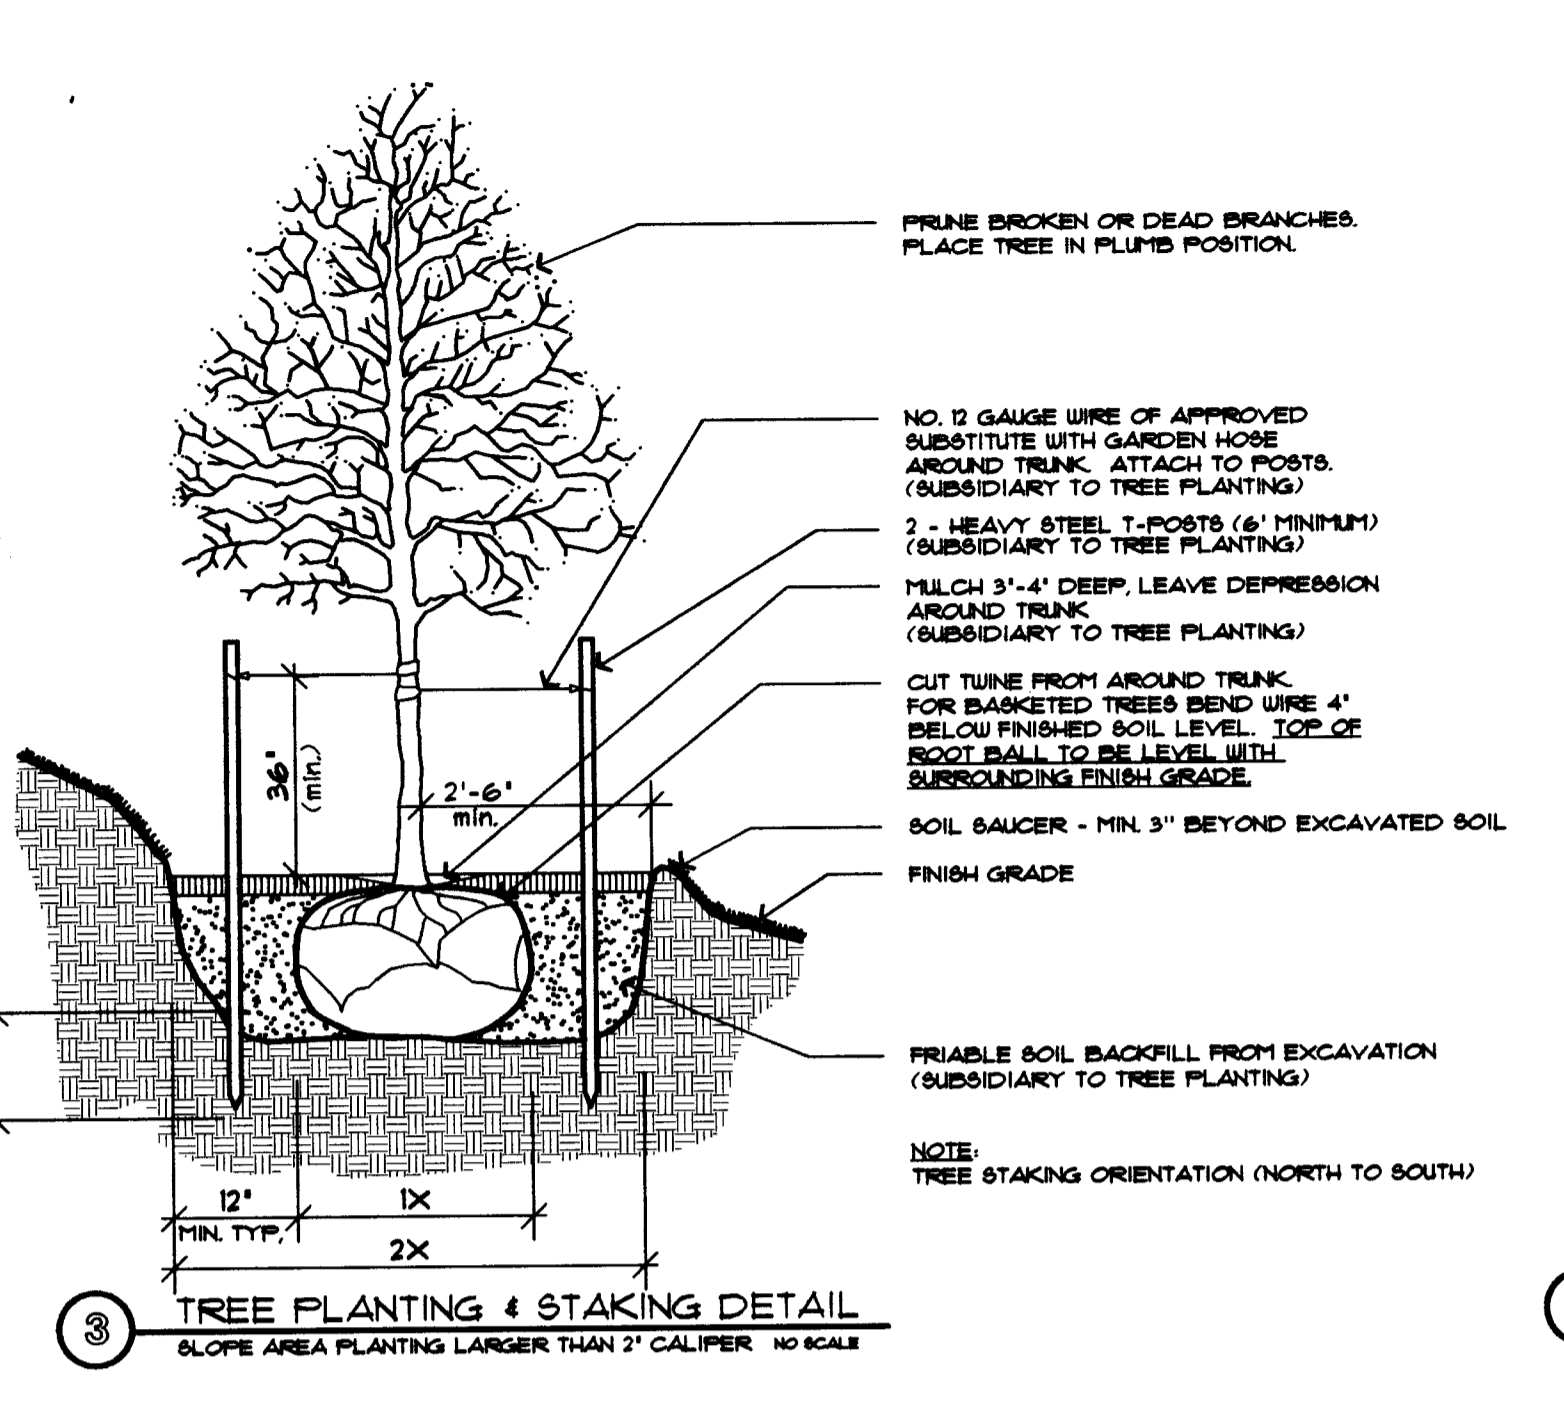 PRUNE BROKEN OR DEAD BRANCHES.
PLACE TREE IN PLUMB POSITION.
NO. 12 GAUGE WIRE OF APPROVED
SUBSTITUTE WITH GARDEN HOSE
AROUND TRUNK. ATTACH TO POSTS.
(SUBSIDIARY TO TREE PLANTING)
2 - HEAVY STEEL T-POSTS (6' MINIMUM)
(SUBSIDIARY TO TREE PLANTING)
MULCH 3"-4" DEEP, LEAVE DEPRESSION
AROUND TRUNK
(SUBSIDIARY TO TREE PLANTING)
CUT TWINE FROM AROUND TRUNK.
FOR BASKETED TREES BEND WIRE 4"
BELOW FINISHED SOIL LEVEL. TOP OF
ROOT BALL TO BE LEVEL WITH
SURROUNDING FINISH GRADE.
36"
(min.)
2'-6"
min.
SOIL SAUCER - MIN. 3" BEYOND EXCAVATED SOIL
FINISH GRADE
FRIABLE SOIL BACKFILL FROM EXCAVATION
(SUBSIDIARY TO TREE PLANTING)
NOTE:
TREE STAKING ORIENTATION (NORTH TO SOUTH)
12"
MIN. TYP.
1X
2X
3
TREE PLANTING & STAKING DETAIL
SLOPE AREA PLANTING LARGER THAN 2" CALIPER NO SCALE